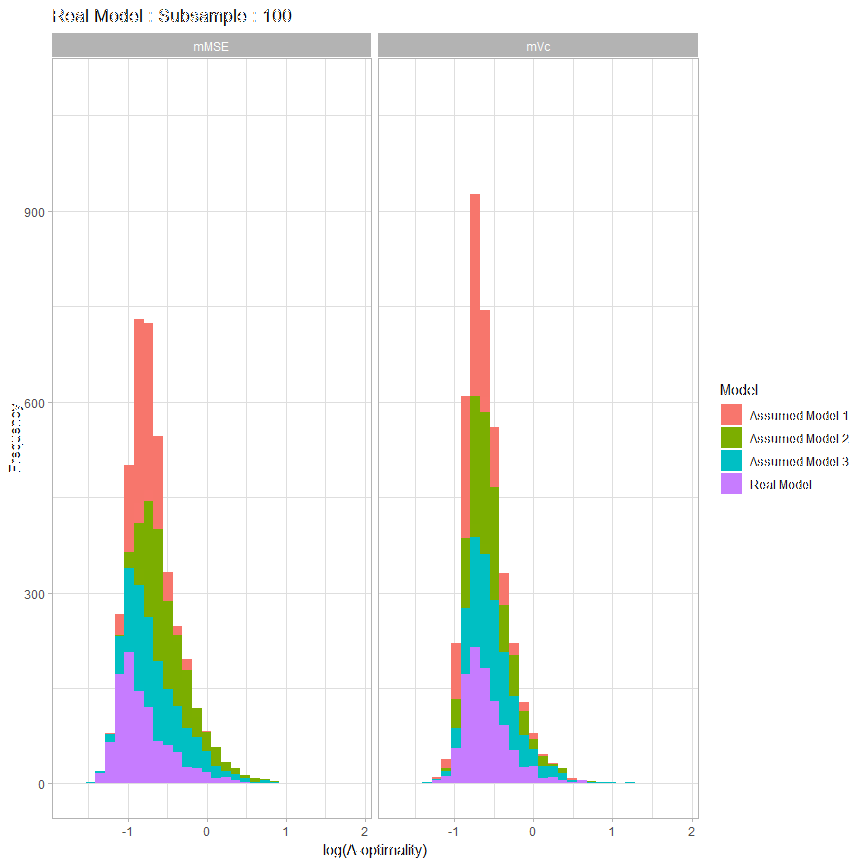 Real Model : Subsample : 100
mMSE
mVc
900
600
300
0
Frequency
-1
0
1
2
-1
0
1
2
log(A-optimality)
Model
Assumed Model 1
Assumed Model 2
Assumed Model 3
Real Model